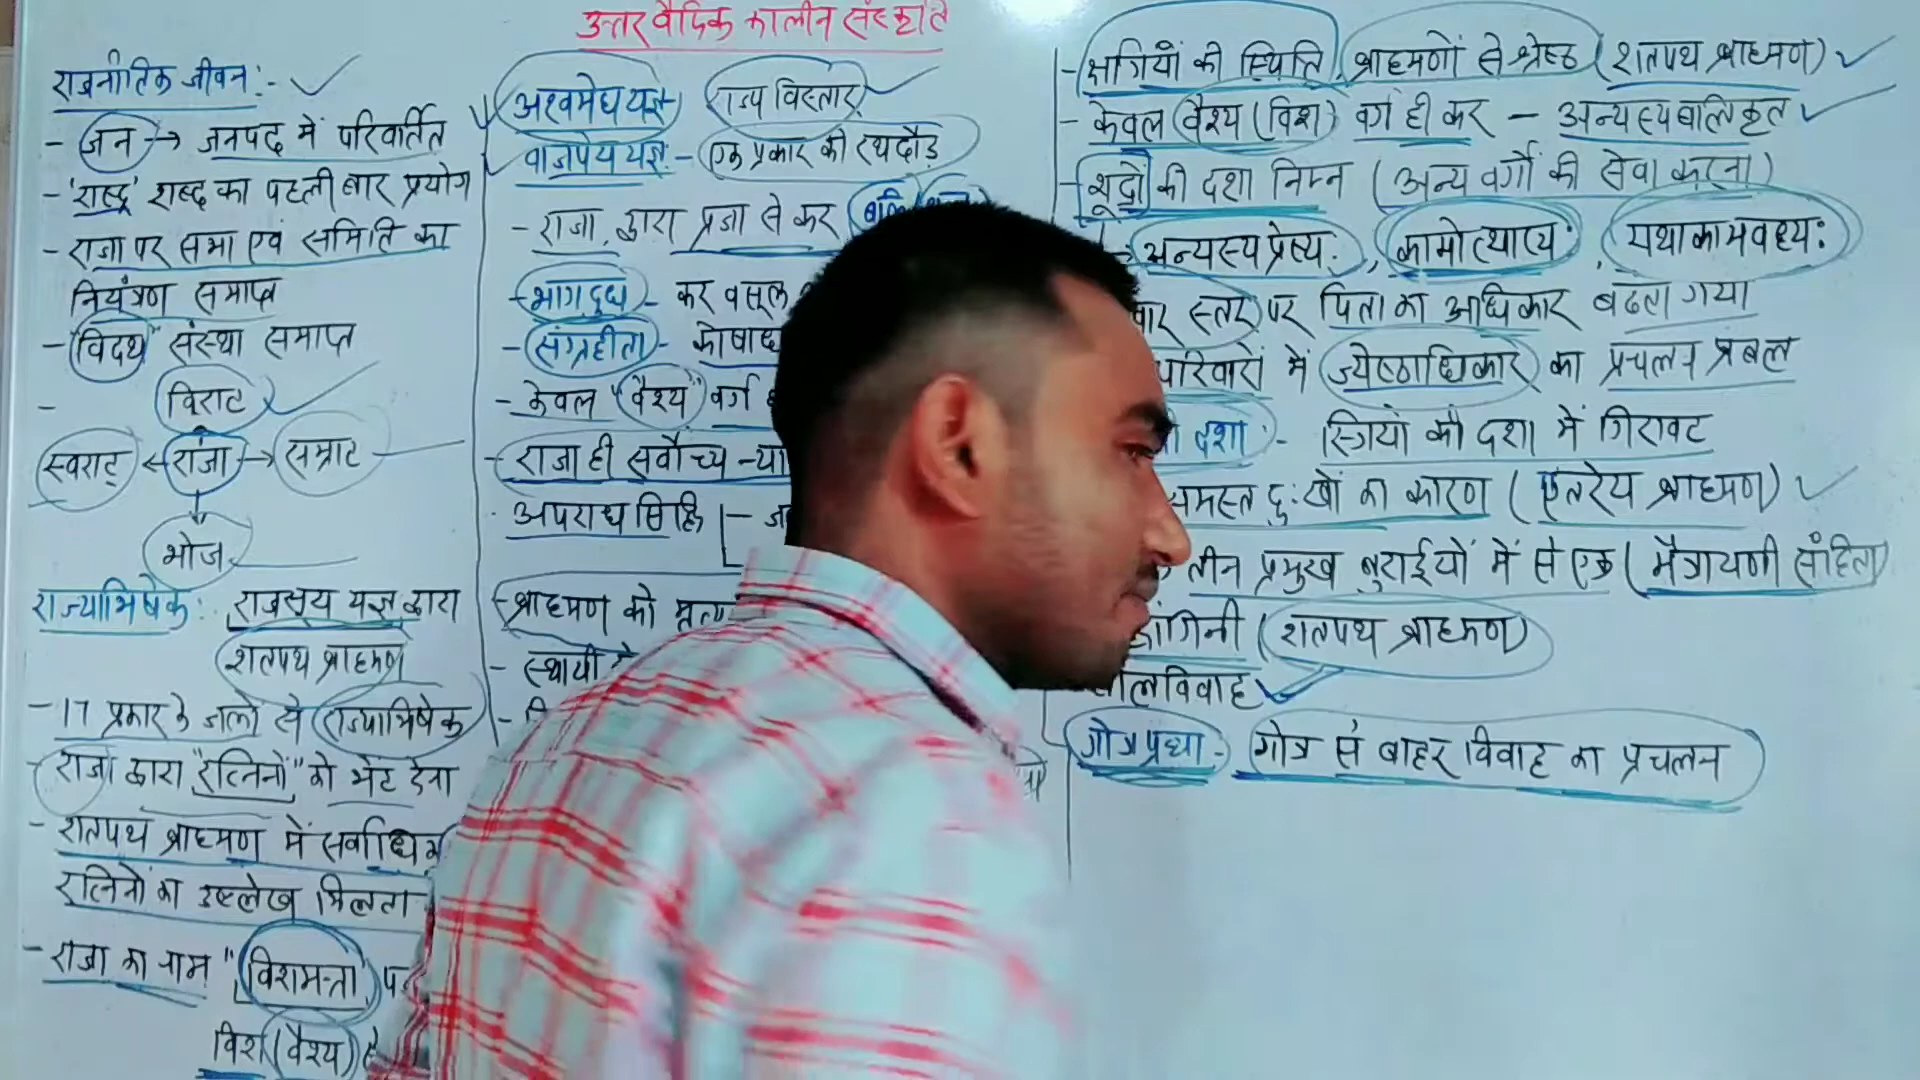 उत्तर वैदिक कालीन संस्कृति
राजनीतिक जीवन:-
- जन → जनपद में परिवार्तित
- 'राष्ट्र' शब्द का पहली बार प्रयोग
- राजा पर सभा एवं समिति का
नियंत्रण समाप्त
- "विदथ" संस्था समाप्त
- विराट
स्वराट् ← राजा → सम्राट
भोज
राज्याभिषेक: राजसूय यज्ञ द्वारा
शतपथ ब्राह्मण
- 17 प्रकार के जलो से राज्याभिषेक
- राजा द्वारा "रत्निनों" को भेंट देना
- शतपथ ब्राह्मण में सर्वाधिक
रत्निनों का उल्लेख मिलता
- राजा का नाम "विशमन्ता"
विश (वैश्य)
अश्वमेध यज्ञ राज्य विस्तार
वाजपेय यज्ञ - एक प्रकार की रथदौड़
- राजा द्वारा प्रजा से कर
- भागदुध - कर वसूल
- संग्रहीता -
- केवल "वैश्य" वर्ग
- राजा ही सर्वोच्च
अपराध सिद्धि
- ब्राह्मण को
- स्थायी
- क्षत्रियों की स्थिति ब्राह्मणों से श्रेष्ठ (शतपथ ब्राह्मण)
- केवल वैश्य (विश) वर्ग ही कर - अन्यस्यबलिकृत
- शूद्रों की दशा निम्न (अन्य वर्गों की सेवा करना)
→ अन्यस्य प्रेष्य:, कामोत्थाप्य:, यथाकामवध्य:
स्तर पर पिता का अधिकार बढता गया
परिवारों में ज्येष्ठाधिकार का प्रचलन प्रबल
दशा :- स्त्रियों की दशा में गिरावट
समस्त दु:खों का कारण (ऐतरेय ब्राह्मण)
तीन प्रमुख बुराईयों में से एक (मैत्रायणी संहिता)
(शतपथ ब्राह्मण)
बालविवाह
गोत्र प्रथा - गोत्र से बाहर विवाह का प्रचलन